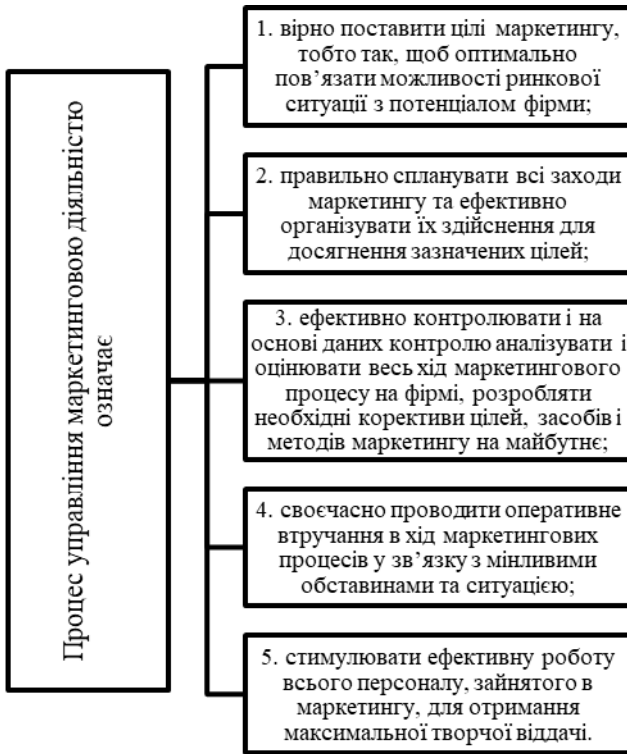 Процес управління маркетинговою діяльністю
означає
1. вірно поставити цілі маркетингу,
тобто так, щоб оптимально
пов’язати можливості ринкової
ситуації з потенціалом фірми;
2. правильно спланувати всі заходи
маркетингу та ефективно
організувати їх здійснення для
досягнення зазначених цілей;
3. ефективно контролювати і на
основі даних контролю аналізувати і
оцінювати весь хід маркетингового
процесу на фірмі, розробляти
необхідні корективи цілей, засобів і
методів маркетингу на майбутнє;
4. своєчасно проводити оперативне
втручання в хід маркетингових
процесів у зв’язку з мінливими
обставинами та ситуацією;
5. стимулювати ефективну роботу
всього персоналу, зайнятого в
маркетингу, для отримання
максимальної творчої віддачі.